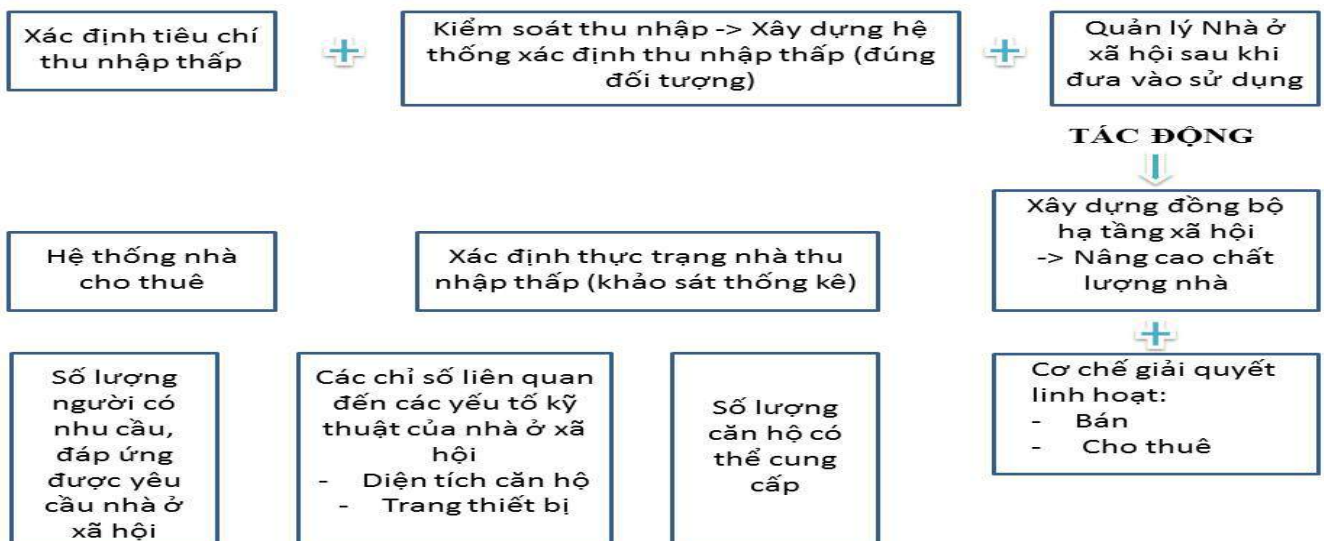 Xác định tiêu chí
thu nhập thấp
Kiểm soát thu nhập -> Xây dựng hệ
thống xác định thu nhập thấp (đúng
đối tượng)
Quản lý Nhà ở
xã hội sau khi
đưa vào sử dụng
TÁC ĐỘNG
Hệ thống nhà
cho thuê
Xác định thực trạng nhà thu
nhập thấp (khảo sát thống kê)
Xây dựng đồng bộ
hạ tầng xã hội
-> Nâng cao chất
lượng nhà
Số lượng
người có
nhu cầu,
đáp ứng
được yêu
cầu nhà ở
xã hội
Các chỉ số liên quan
đến các yếu tố kỹ
thuật của nhà ở xã
hội
- Diện tích căn hộ
- Trang thiết bị
Số lượng
căn hộ có
thể cung
cấp
Cơ chế giải quyết
linh hoạt:
- Bán
- Cho thuê